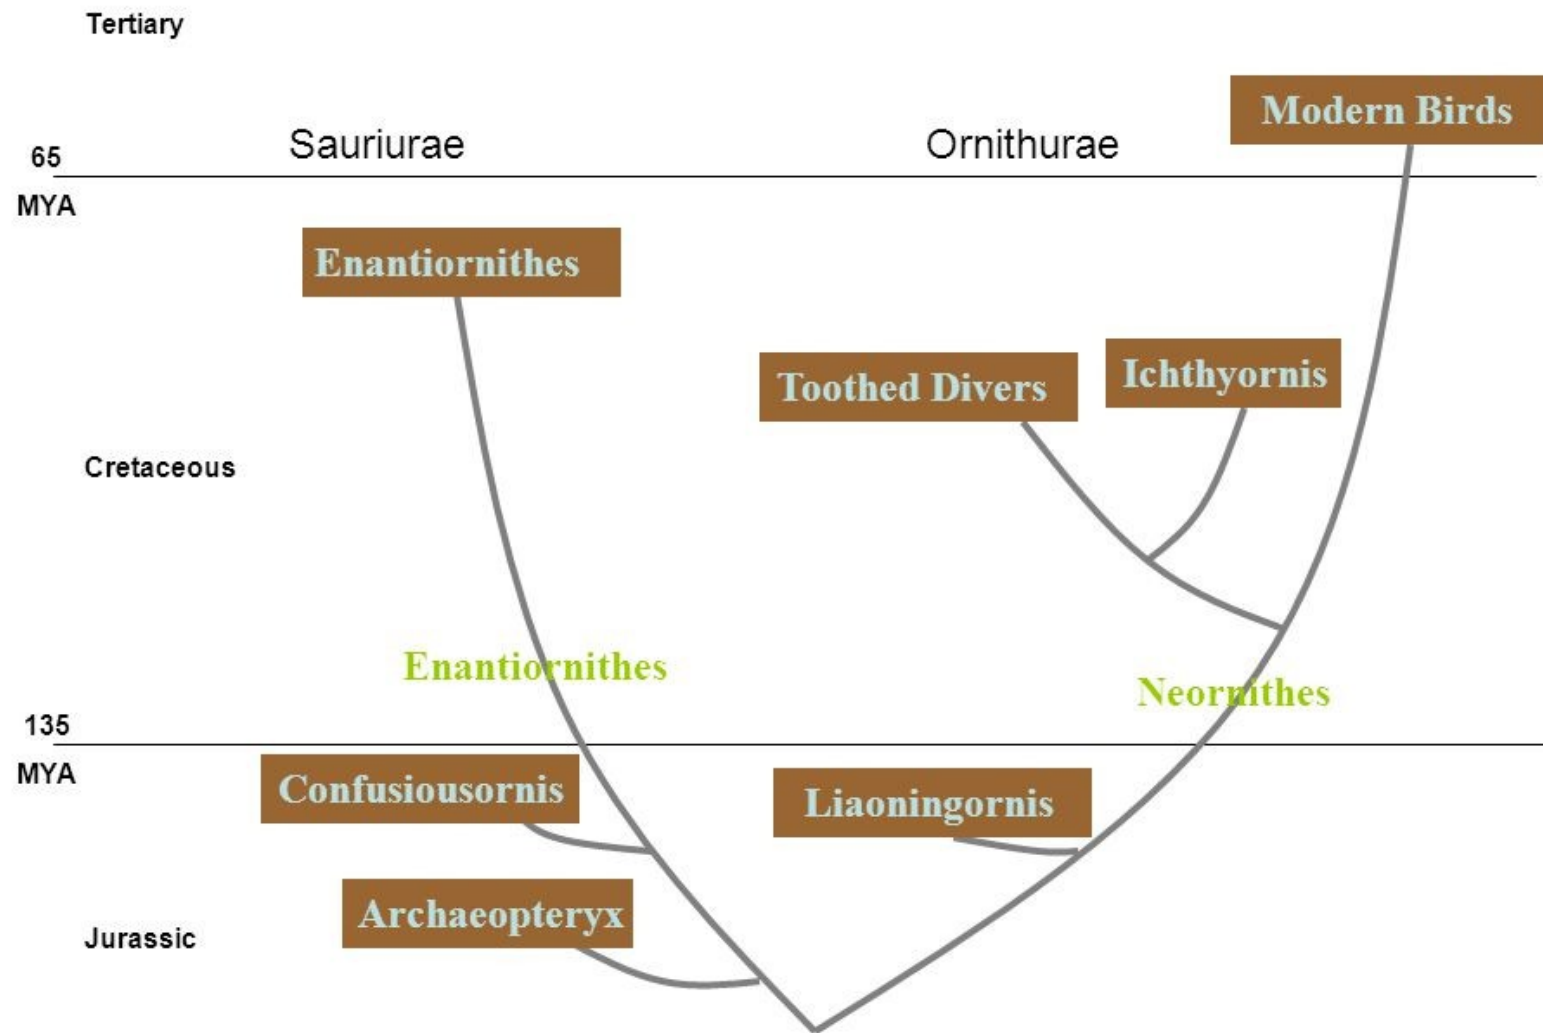 Tertiary
Modern Birds
Sauriurae
Ornithurae
65
MYA
Enantiornithes
Toothed Divers
Ichthyornis
Cretaceous
Enantiornithes
Neornithes
135
MYA
Confusiousornis
Liaoningornis
Archaeopteryx
Jurassic